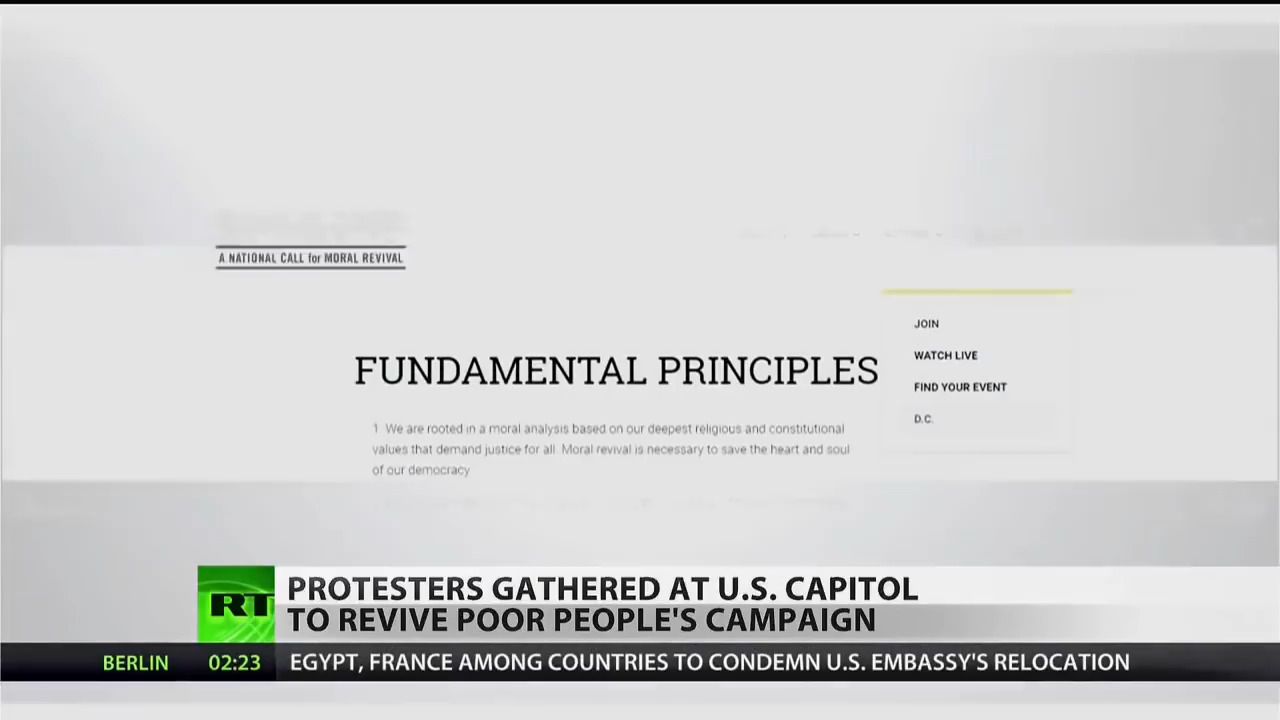 A NATIONAL CALL for MORAL REVIVAL
JOIN
WATCH LIVE
FIND YOUR EVENT
D.C.
FUNDAMENTAL PRINCIPLES
1 We are rooted in a moral analysis based on our deepest religious and constitutional
values that demand justice for all. Moral revival is necessary to save the heart and soul
of our democracy
RT
PROTESTERS GATHERED AT U.S. CAPITOL
TO REVIVE POOR PEOPLE'S CAMPAIGN
BERLIN 02:23 EGYPT, FRANCE AMONG COUNTRIES TO CONDEMN U.S. EMBASSY'S RELOCATION